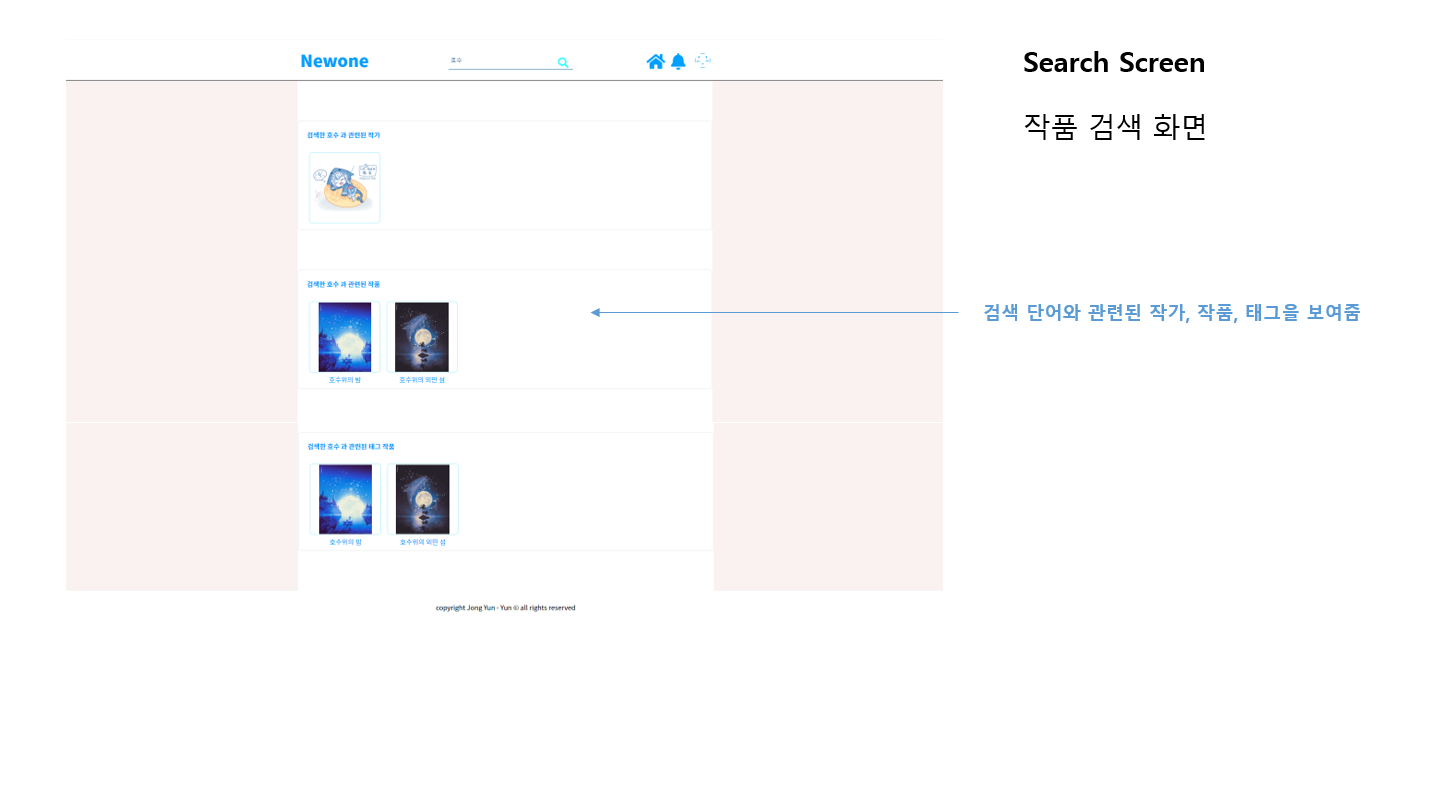 Newone
호수
Search Screen
작품 검색 화면
검색한 호수 과 관련된 작가
검색한 호수 과 관련된 작품
호수위의 밤
호수위의 외딴 섬
검색 단어와 관련된 작가, 작품, 태그을 보여줌
검색한 호수 과 관련된 태그 작품
호수위의 밤
호수위의 외딴 섬
copyright Jong Yun - Yun © all rights reserved